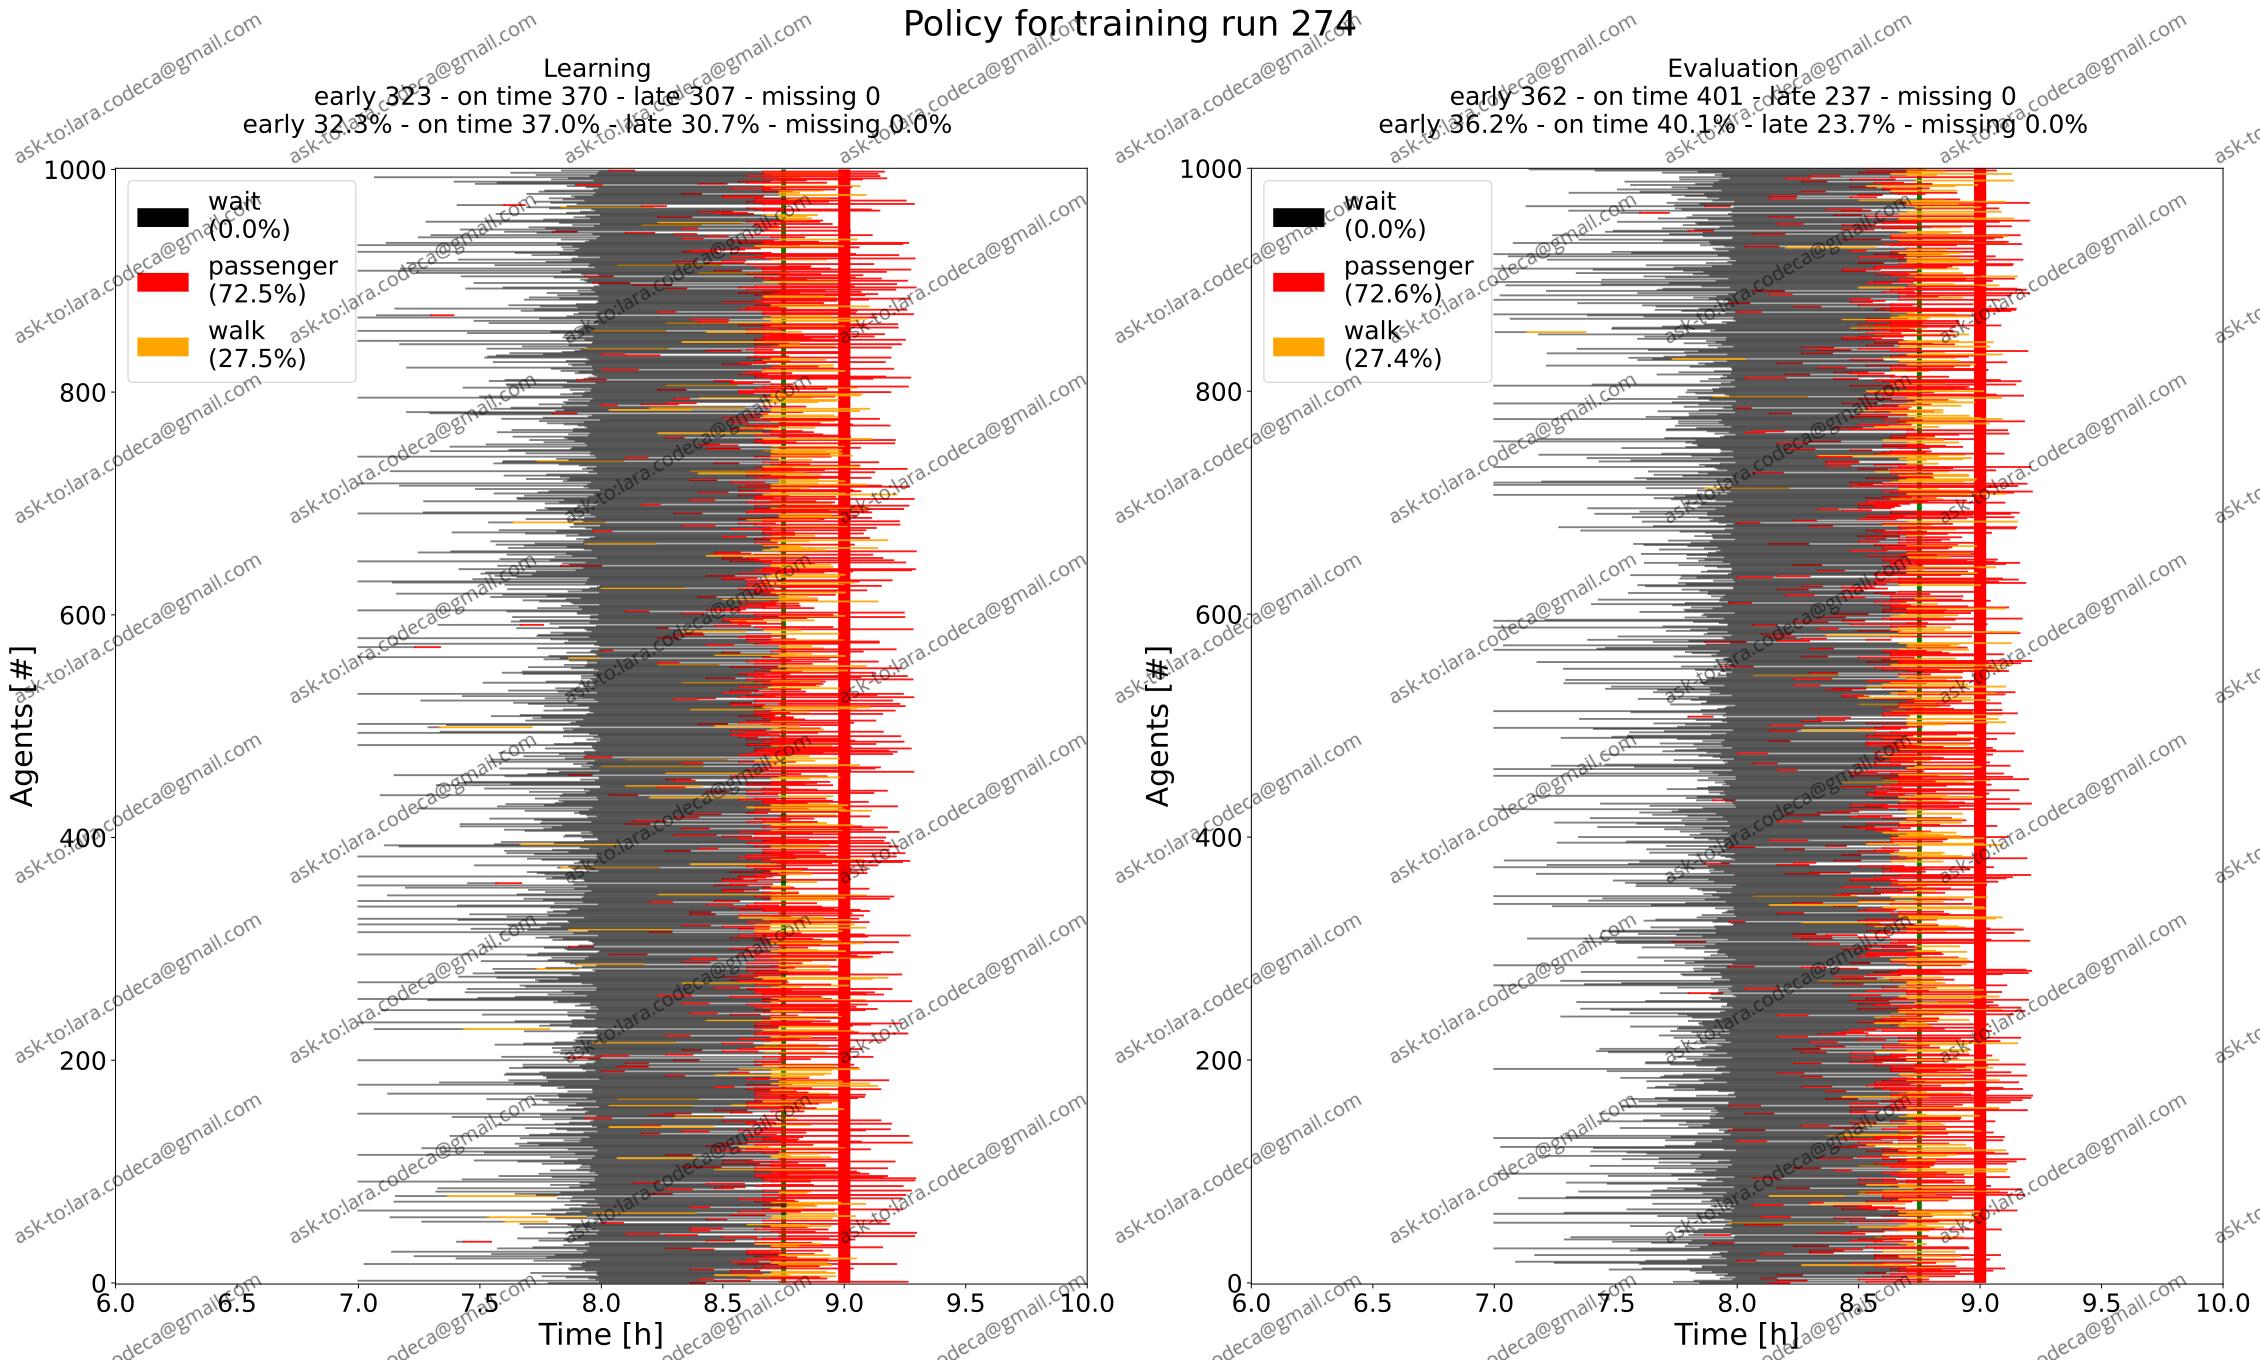 Policy for training run 274
Learning
early 323 - on time 370 - late 307 - missing 0
early 32.3% - on time 37.0% - late 30.7% - missing 0.0%
1000
800
600
400
200
0
Agents [#]
wait
(0.0%)
passenger
(72.5%)
walk
(27.5%)
6.0 6.5 7.0 7.5 8.0 8.5 9.0 9.5 10.0
Time [h]
Evaluation
early 362 - on time 401 - late 237 - missing 0
early 36.2% - on time 40.1% - late 23.7% - missing 0.0%
1000
800
600
400
200
0
Agents [#]
wait
(0.0%)
passenger
(72.6%)
walk
(27.4%)
6.0 6.5 7.0 7.5 8.0 8.5 9.0 9.5 10.0
Time [h]
ask-to:lara.codeca@gmail.com